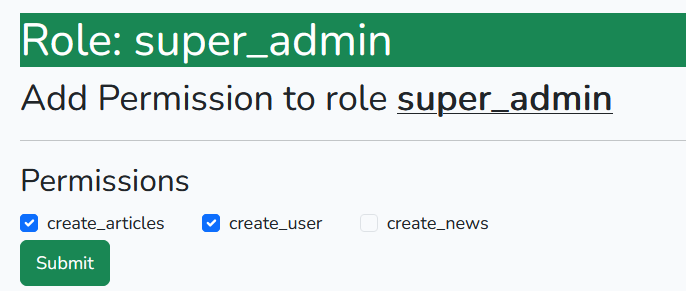 Role: super_admin
Add Permission to role super_admin
Permissions
create_articles create_user create_news
Submit